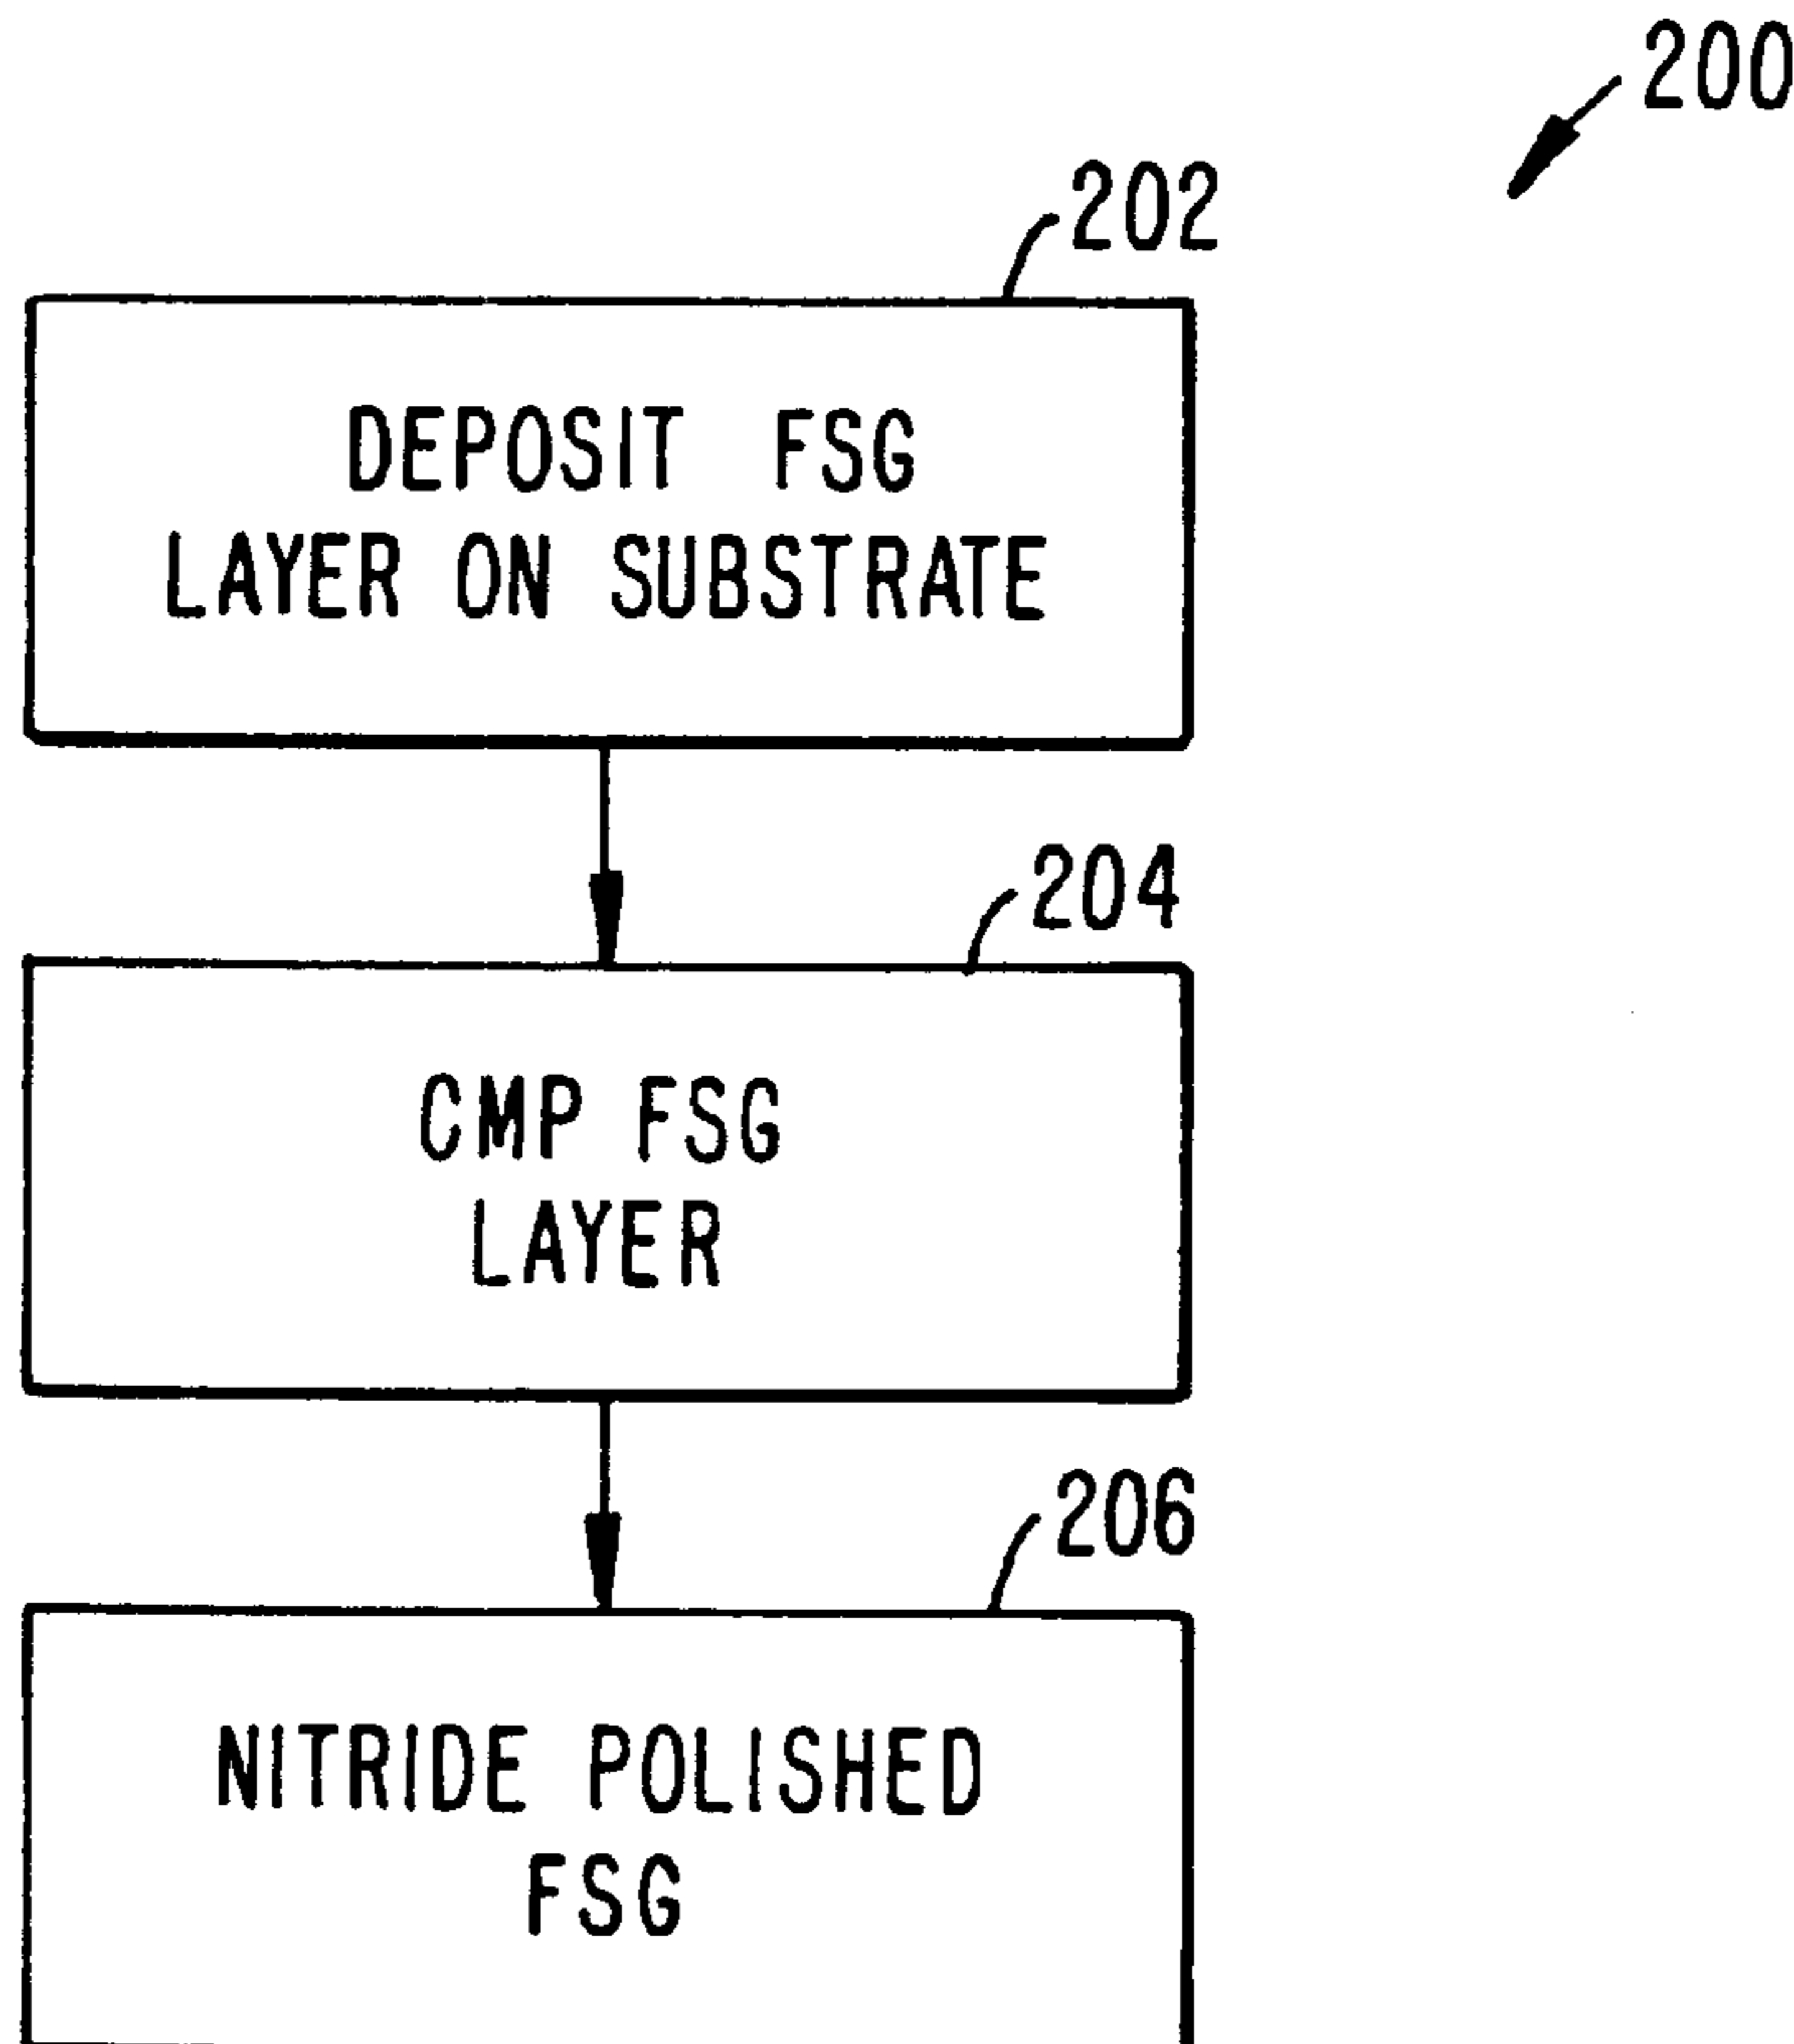 200
202
DEPOSIT FSG
LAYER ON SUBSTRATE
204
CMP FSG
LAYER
206
NITRIDE POLISHED
FSG